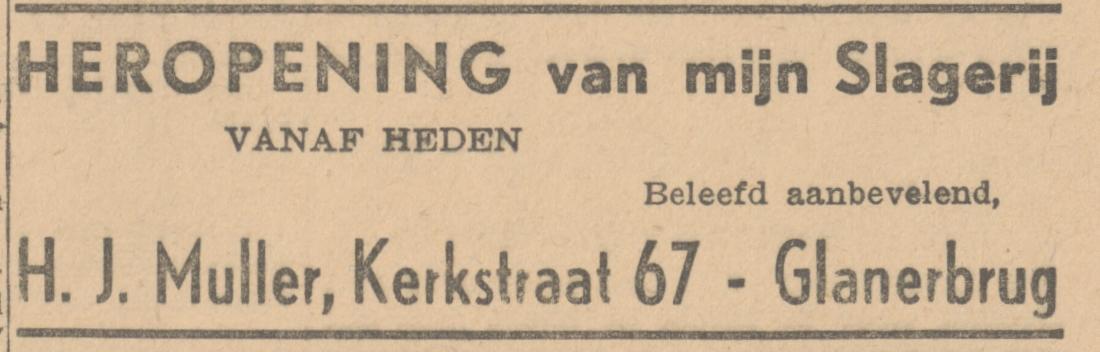 HEROPENING van mijn Slagerij
VANAF HEDEN
Beleefd aanbevelend,
H. J. Muller, Kerkstraat 67 - Glanerbrug